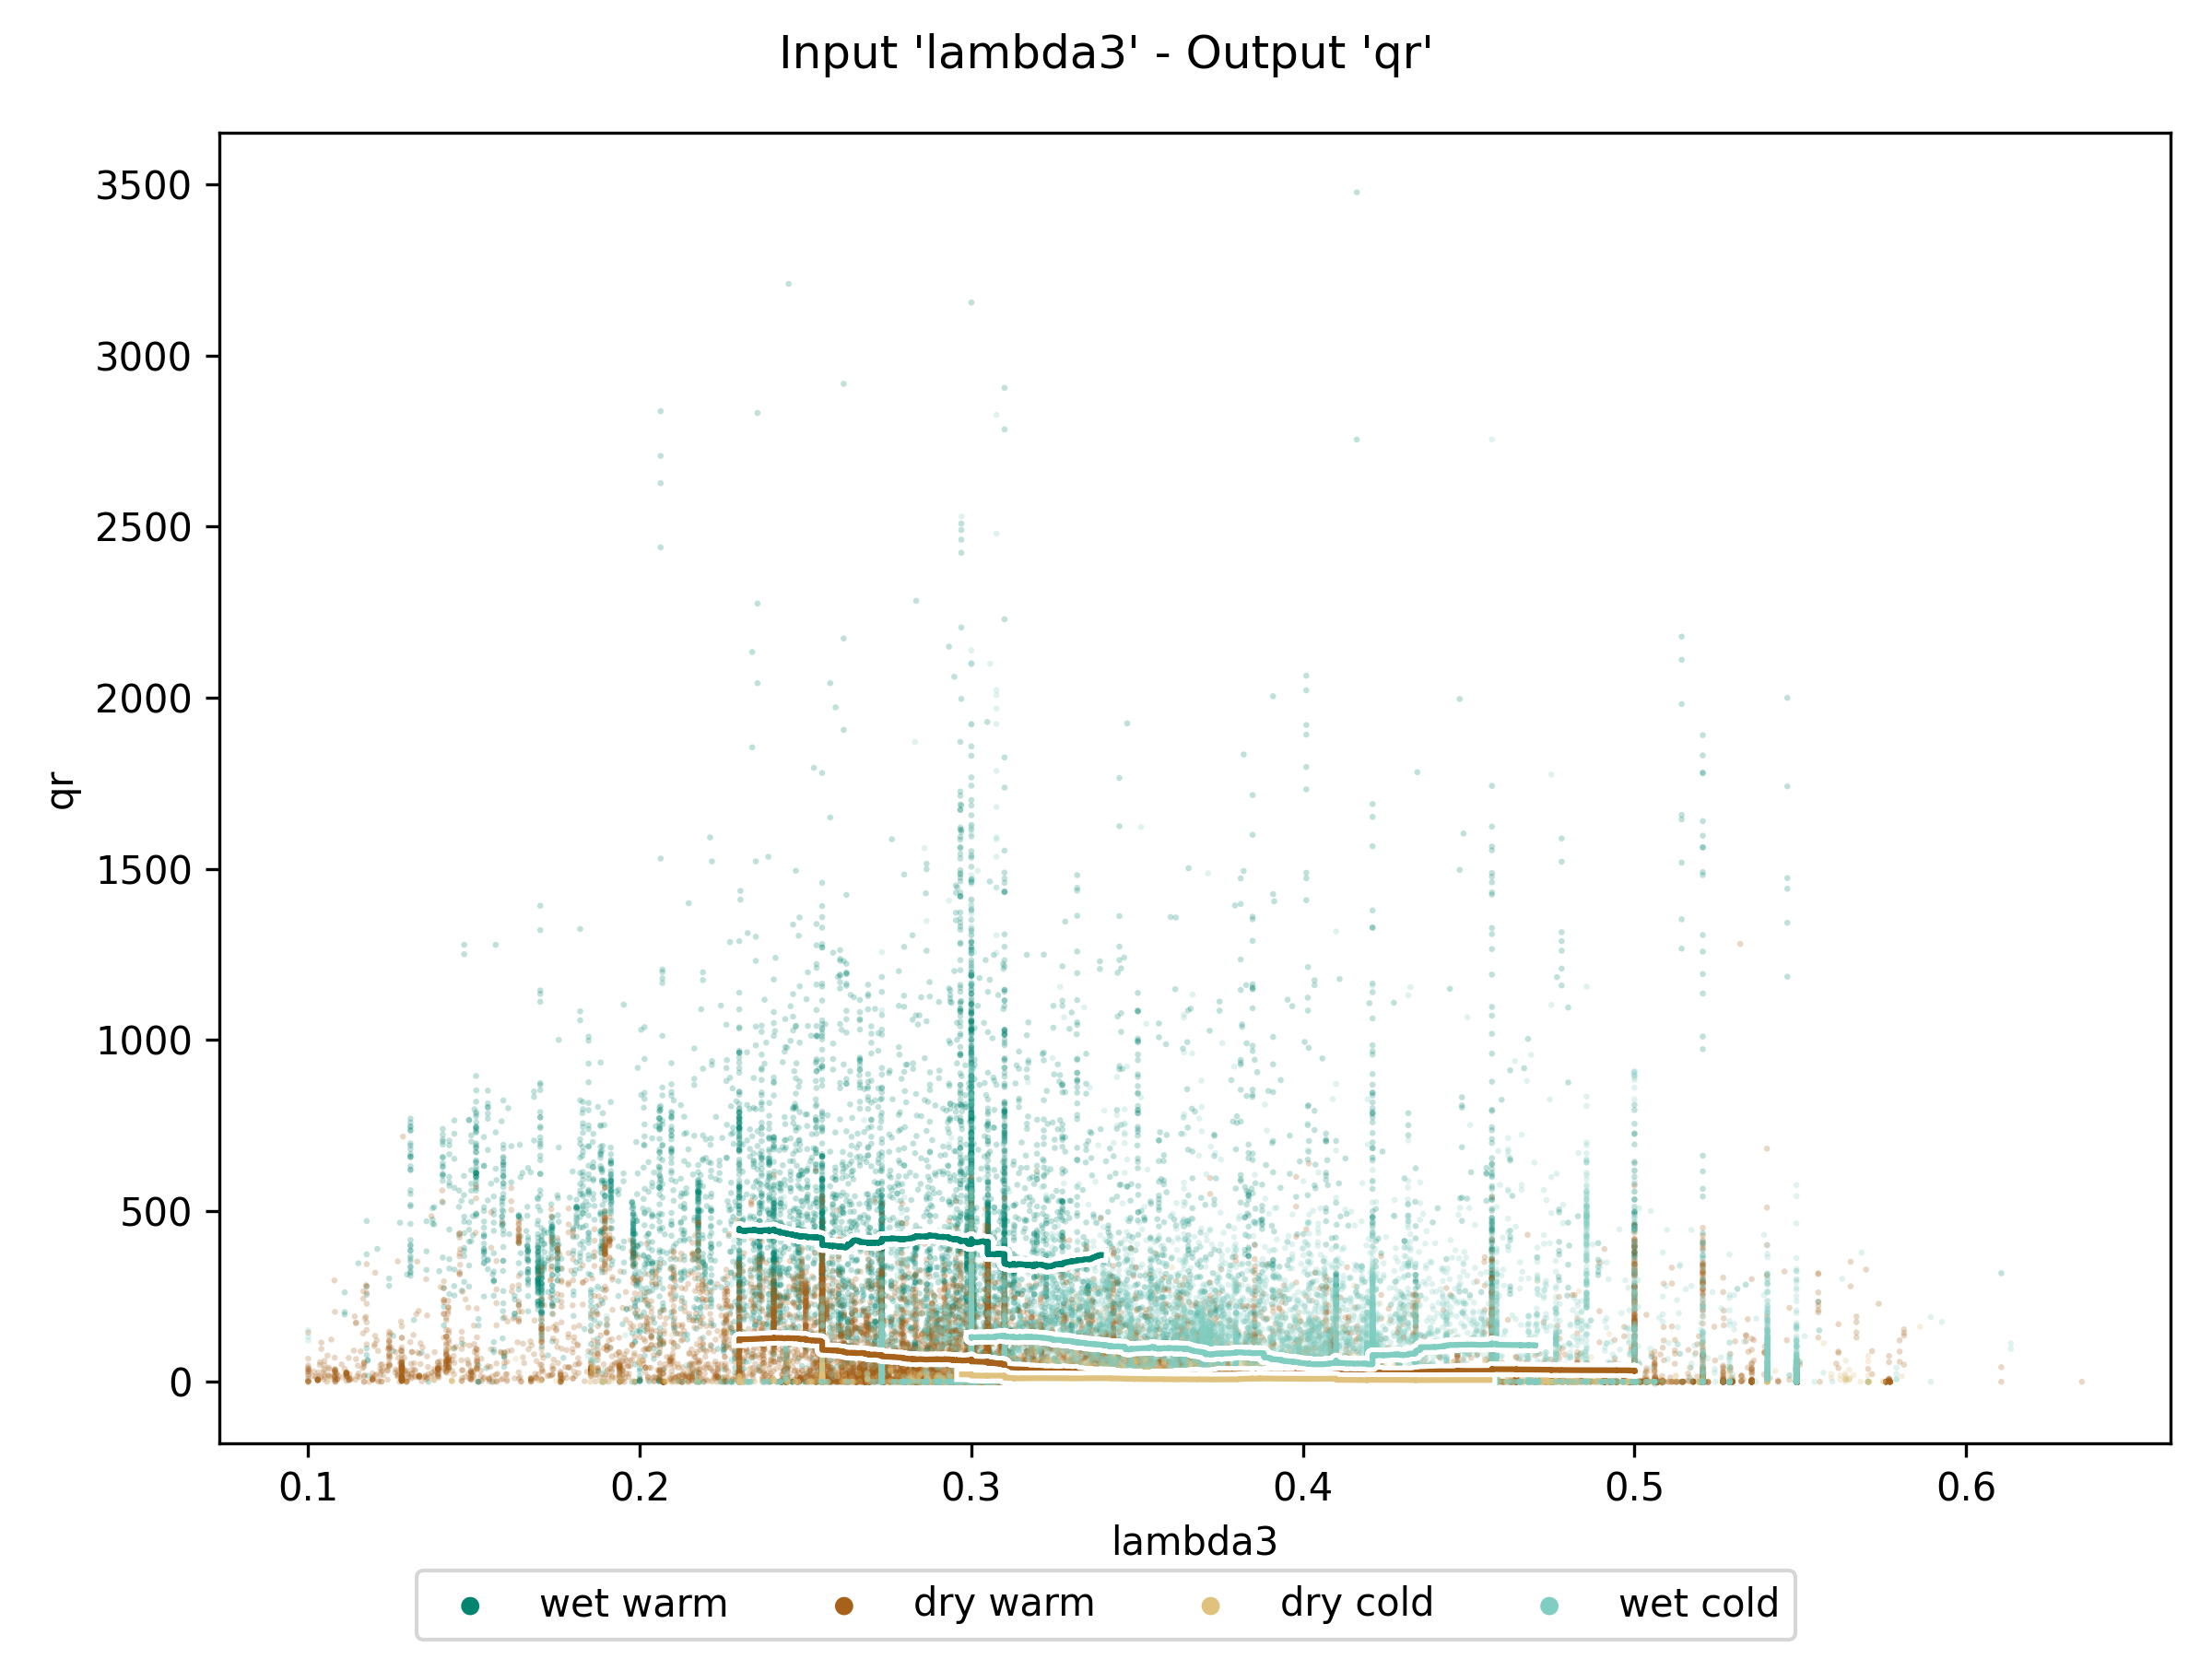 Input 'lambda3' - Output 'qr'
3500
3000
2500
2000
1500
1000
500
0
qr
0.1 0.2 0.3 0.4 0.5 0.6
lambda3
wet warm dry warm dry cold wet cold